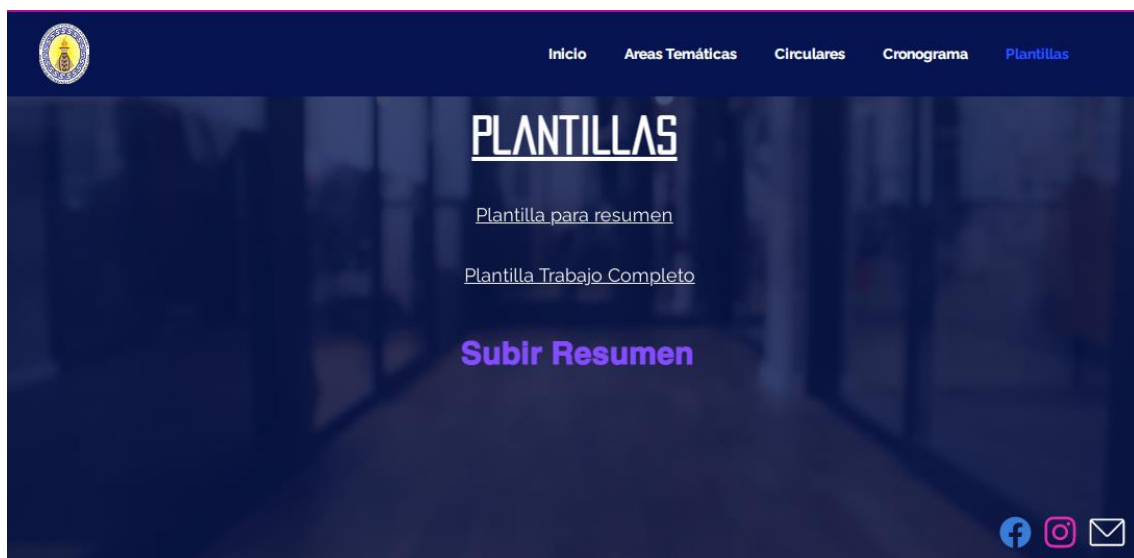 Inicio Areas Temáticas Circulares Cronograma Plantillas
PLANTILLAS
Plantilla para resumen
Plantilla Trabajo Completo
Subir Resumen